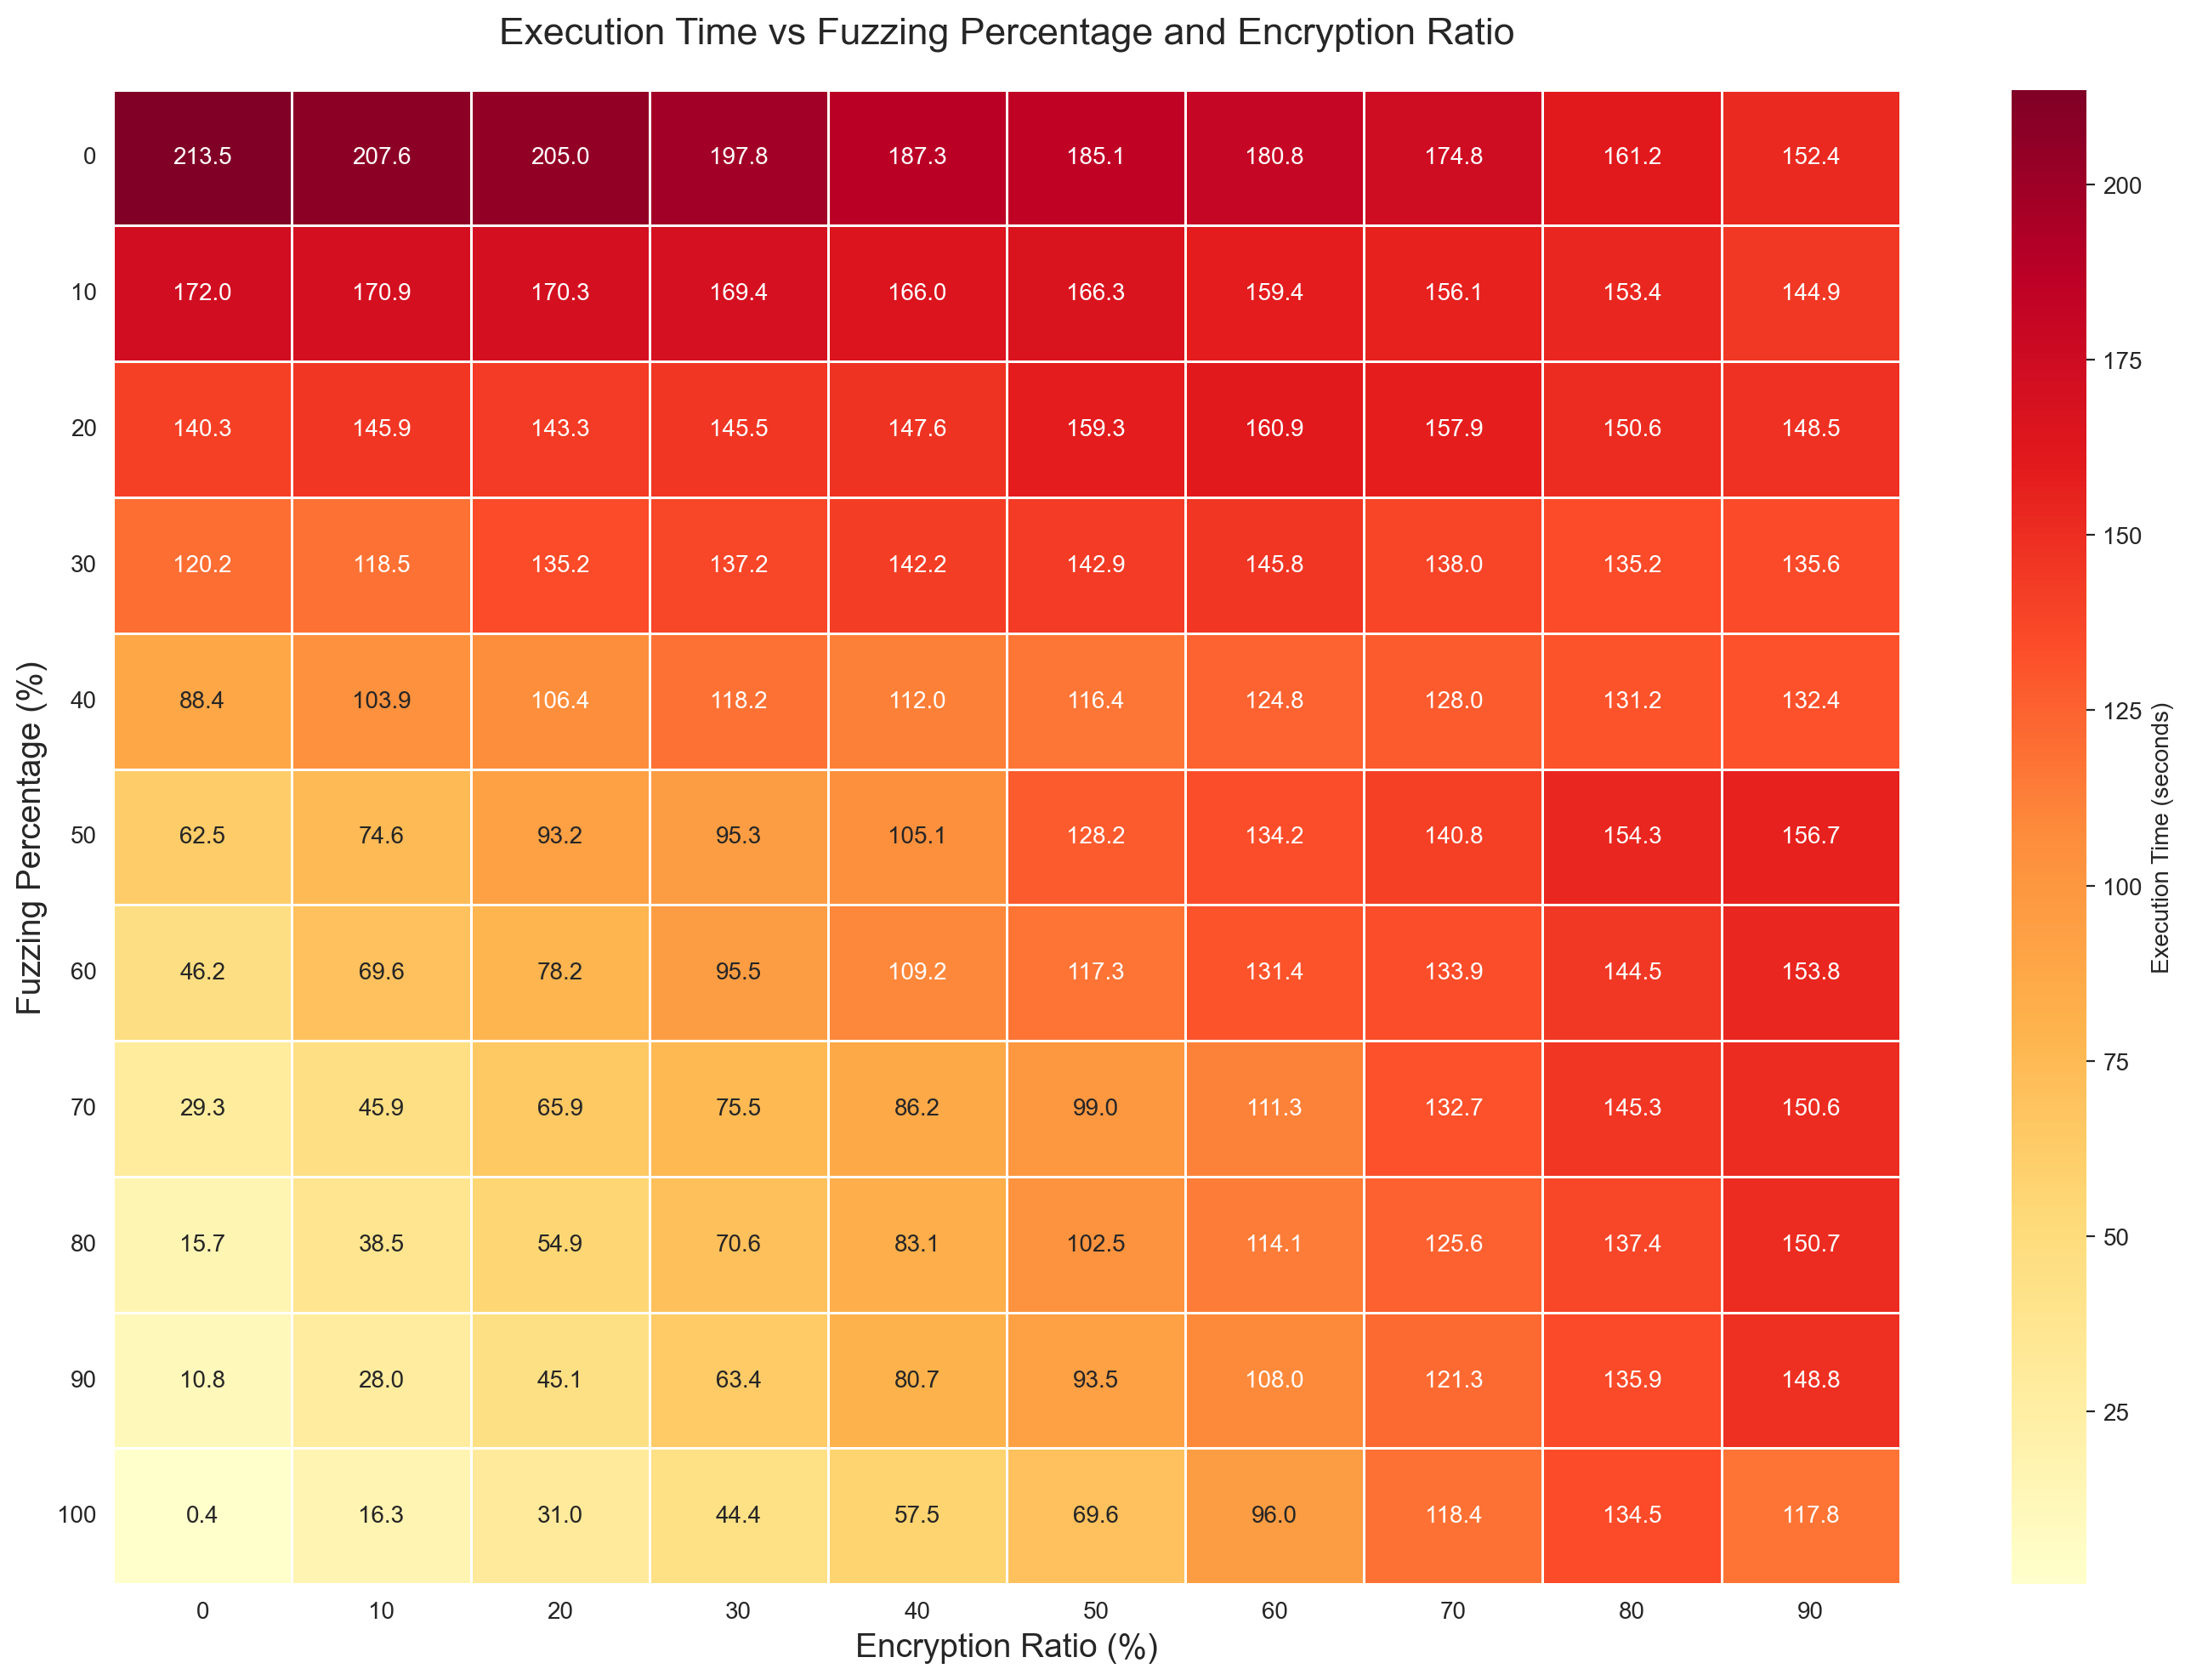 Execution Time vs Fuzzing Percentage and Encryption Ratio
0 213.5 207.6 205.0 197.8 187.3 185.1 180.8 174.8 161.2 152.4
10 172.0 170.9 170.3 169.4 166.0 166.3 159.4 156.1 153.4 144.9
20 140.3 145.9 143.3 145.5 147.6 159.3 160.9 157.9 150.6 148.5
30 120.2 118.5 135.2 137.2 142.2 142.9 145.8 138.0 135.2 135.6
40 88.4 103.9 106.4 118.2 112.0 116.4 124.8 128.0 131.2 132.4
50 62.5 74.6 93.2 95.3 105.1 128.2 134.2 140.8 154.3 156.7
60 46.2 69.6 78.2 95.5 109.2 117.3 131.4 133.9 144.5 153.8
70 29.3 45.9 65.9 75.5 86.2 99.0 111.3 132.7 145.3 150.6
80 15.7 38.5 54.9 70.6 83.1 102.5 114.1 125.6 137.4 150.7
90 10.8 28.0 45.1 63.4 80.7 93.5 108.0 121.3 135.9 148.8
100 0.4 16.3 31.0 44.4 57.5 69.6 96.0 118.4 134.5 117.8
0 10 20 30 40 50 60 70 80 90
Encryption Ratio (%)
Fuzzing Percentage (%)
200
175
150
125
100
75
50
25
Execution Time (seconds)